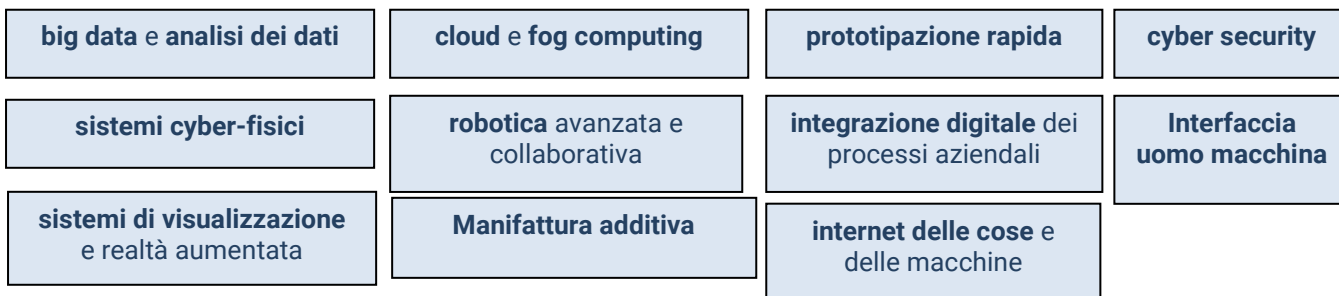 big data e analisi dei dati
cloud e fog computing
prototipazione rapida
cyber security
sistemi cyber-fisici
robotica avanzata e
collaborativa
integrazione digitale dei
processi aziendali
Interfaccia
uomo macchina
sistemi di visualizzazione
e realtà aumentata
Manifattura additiva
internet delle cose e
delle macchine